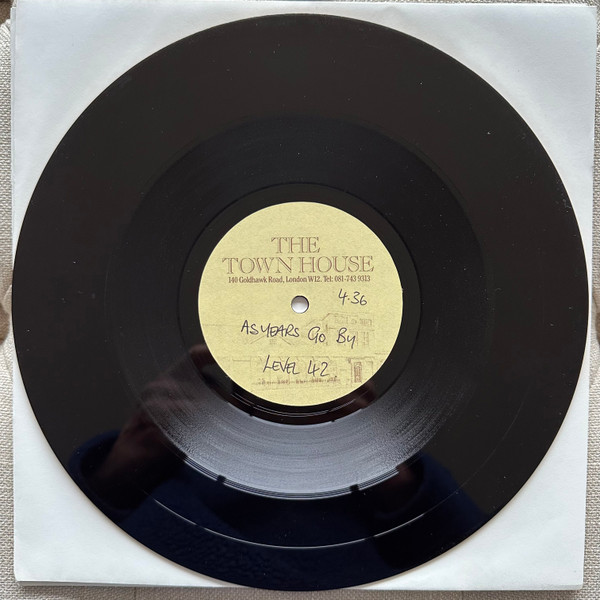 THE
TOWN HOUSE
140 Goldhawk Road, London W12. Tel: 081-743 9313
4.36
AS YEARS GO BY
LEVEL 42.